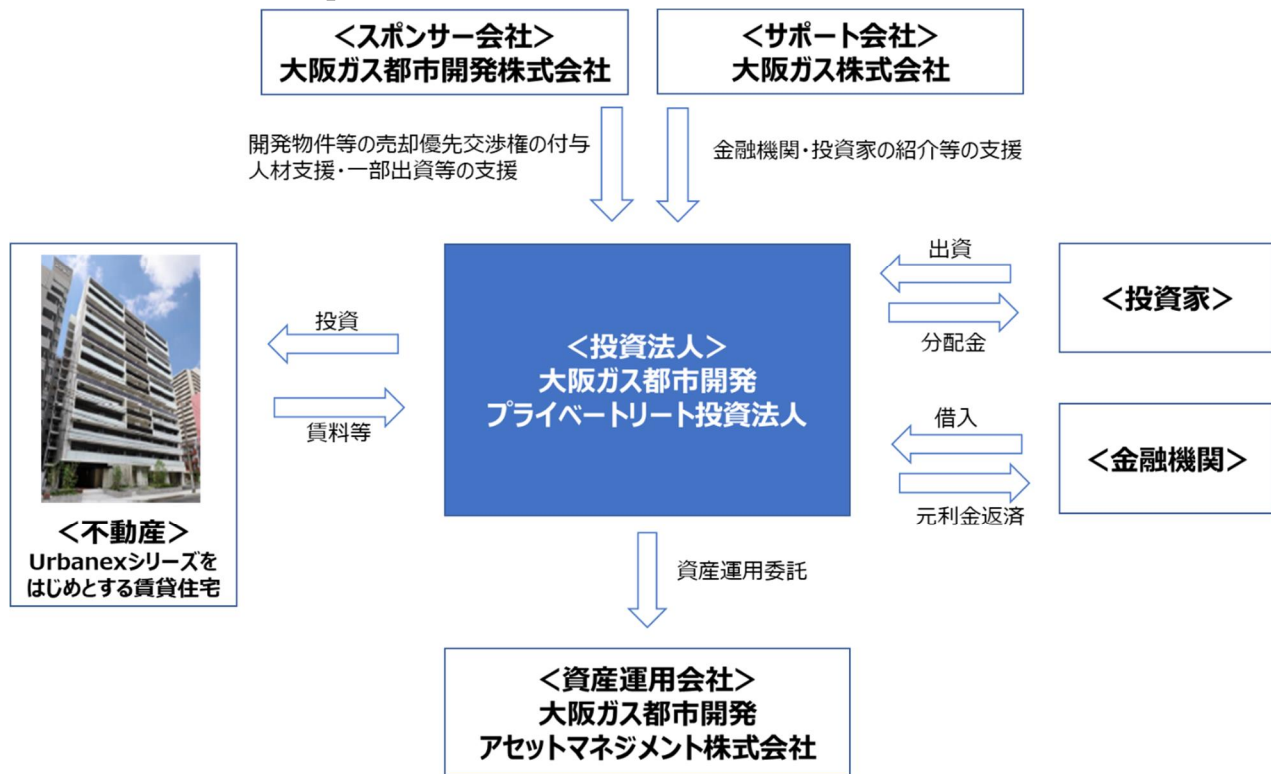 ＜スポンサー会社＞
大阪ガス都市開発株式会社
＜サポート会社＞
大阪ガス株式会社
開発物件等の売却優先交渉権の付与
人材支援・一部出資等の支援
金融機関・投資家の紹介等の支援
＜不動産＞
Urbanexシリーズを
はじめとする賃貸住宅
投資
賃料等
＜投資法人＞
大阪ガス都市開発
プライベートリート投資法人
出資
分配金
＜投資家＞
借入
元利金返済
＜金融機関＞
資産運用委託
＜資産運用会社＞
大阪ガス都市開発
アセットマネジメント株式会社